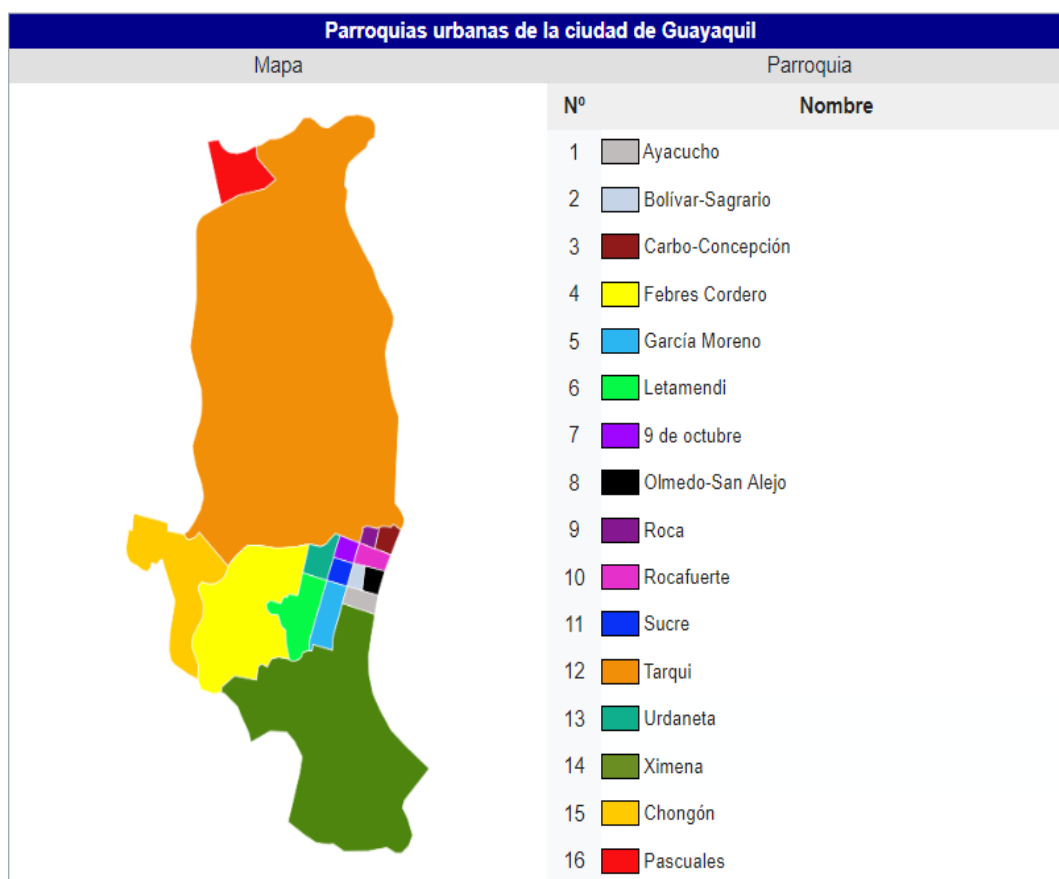 Parroquias urbanas de la ciudad de Guayaquil
Mapa Parroquia
Nº Nombre
1 Ayacucho
2 Bolívar-Sagrario
3 Carbo-Concepción
4 Febres Cordero
5 García Moreno
6 Letamendi
7 9 de octubre
8 Olmedo-San Alejo
9 Roca
10 Rocafuerte
11 Sucre
12 Tarqui
13 Urdaneta
14 Ximena
15 Chongón
16 Pascuales